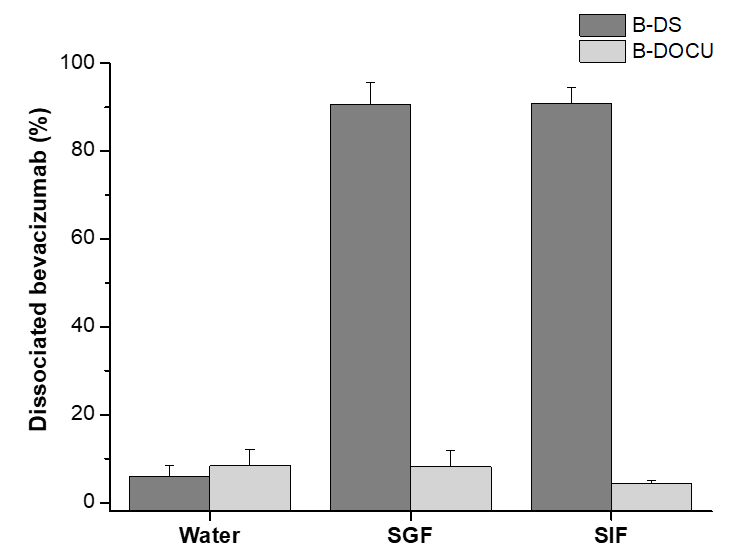 B-DS
B-DOCU
Dissociated bevacizumab (%)
100
80
60
40
20
0
Water SGF SIF